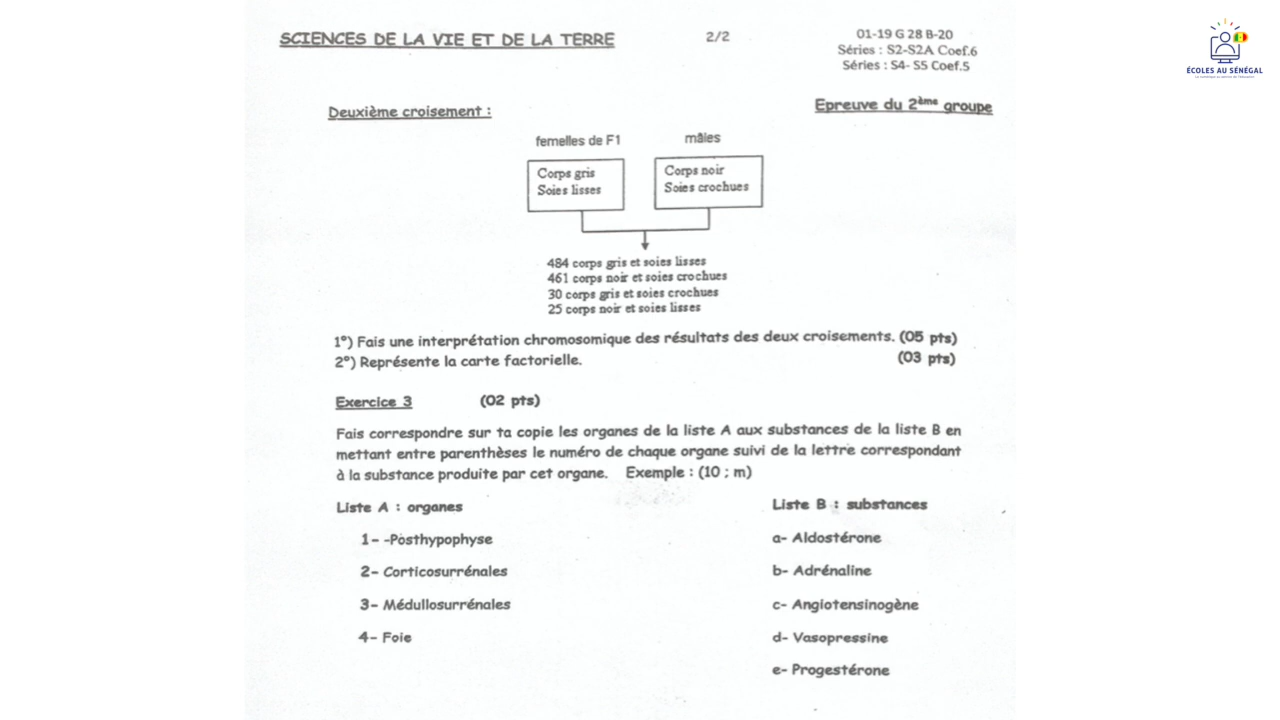 SCIENCES DE LA VIE ET DE LA TERRE
2/2
01-19 G 28 B-20
Séries : S2-S2A Coef.6
Séries : S4- S5 Coef.5
ÉCOLES AU SÉNÉGAL
Epreuve du 2ème groupe
Deuxième croisement :
femelles de F1
mâles
Corps gris
Soies lisses
Corps noir
Soies crochues
484 corps gris et soies lisses
461 corps noir et soies crochues
30 corps gris et soies crochues
25 corps noir et soies lisses
1°) Fais une interprétation chromosomique des résultats des deux croisements. (05 pts)
2°) Représente la carte factorielle. (03 pts)
Exercice 3 (02 pts)
Fais correspondre sur ta copie les organes de la liste A aux substances de la liste B en
mettant entre parenthèses le numéro de chaque organe suivi de la lettre correspondant
à la substance produite par cet organe. Exemple : (10 ; m)
Liste A : organes
1- -Posthypophyse
2- Corticosurrénales
3- Médullosurrénales
4- Foie
Liste B : substances
a- Aldostérone
b- Adrénaline
c- Angiotensinogène
d- Vasopressine
e- Progestérone